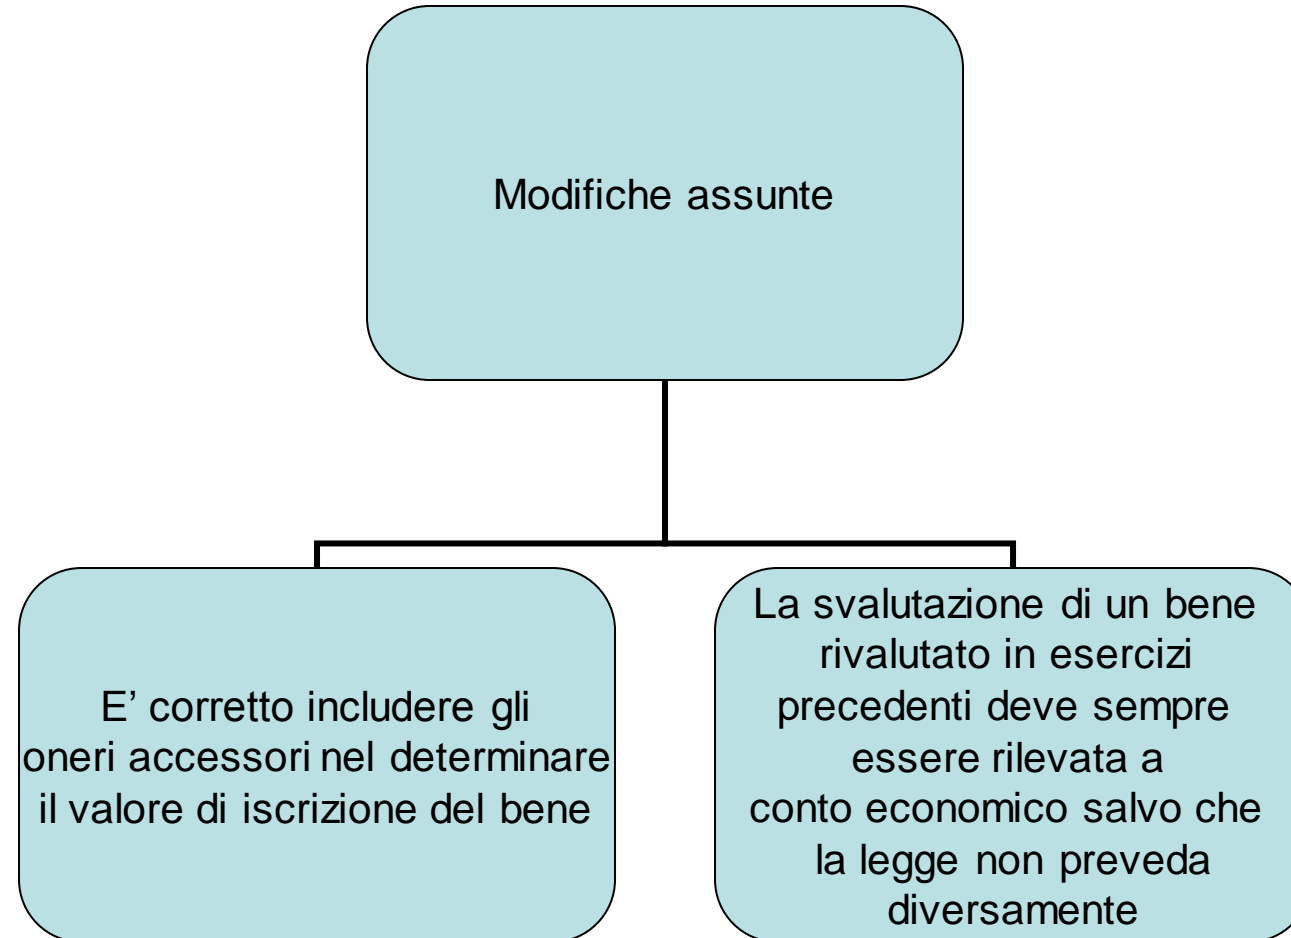 Modifiche assunte
E’ corretto includere gli
oneri accessori nel determinare
il valore di iscrizione del bene
La svalutazione di un bene
rivalutato in esercizi
precedenti deve sempre
essere rilevata a
conto economico salvo che
la legge non preveda
diversamente